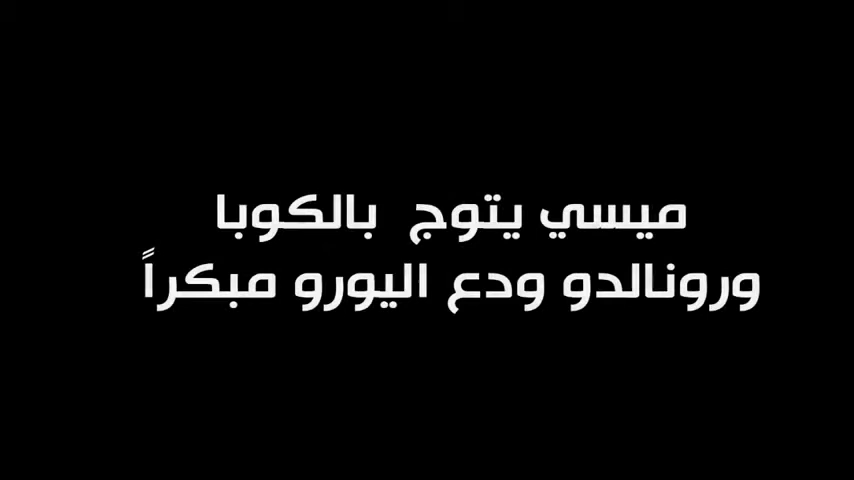 ميسي يتوج بالكوبا
ورونالدو ودع اليورو مبكراً